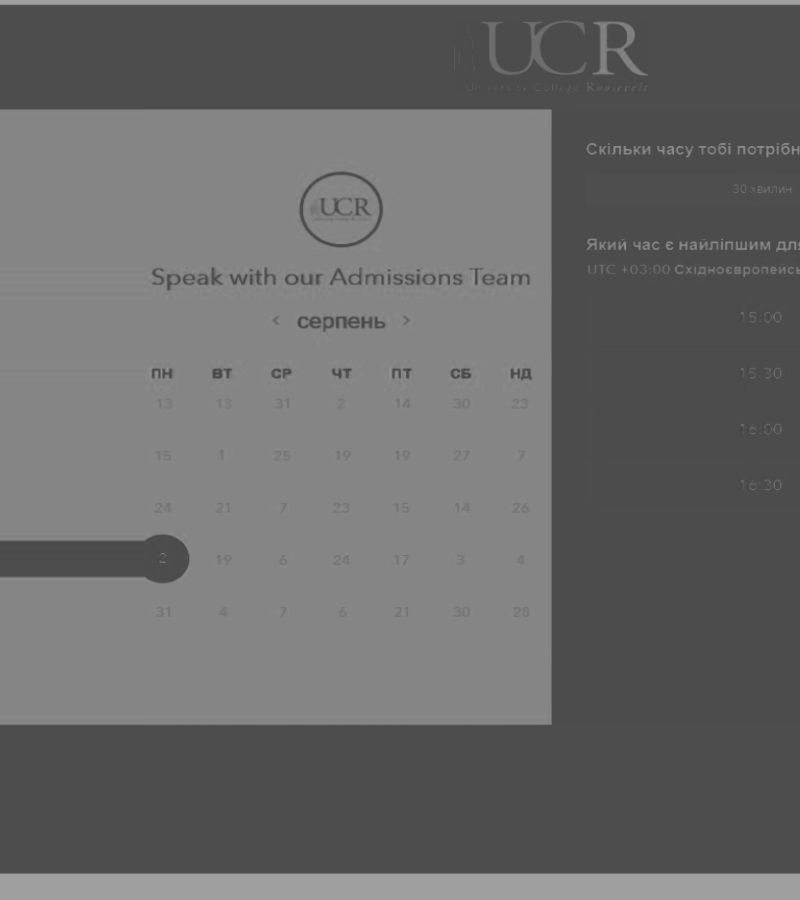 UCR
University College Roosevelt
UCR
Speak with our Admissions Team
< серпень >
ПН ВТ СР ЧТ ПТ СБ НД
13 13 31 2 14 30 23
15 1 25 19 19 27 7
24 21 7 23 15 14 26
2 19 6 24 17 3 4
31 4 7 6 21 30 28
Скільки часу тобі потрібн
30 хвилин
Який час є найліпшим дл
UTC +03:00 Східноєвропейсь
15:00
15:30
16:00
16:30